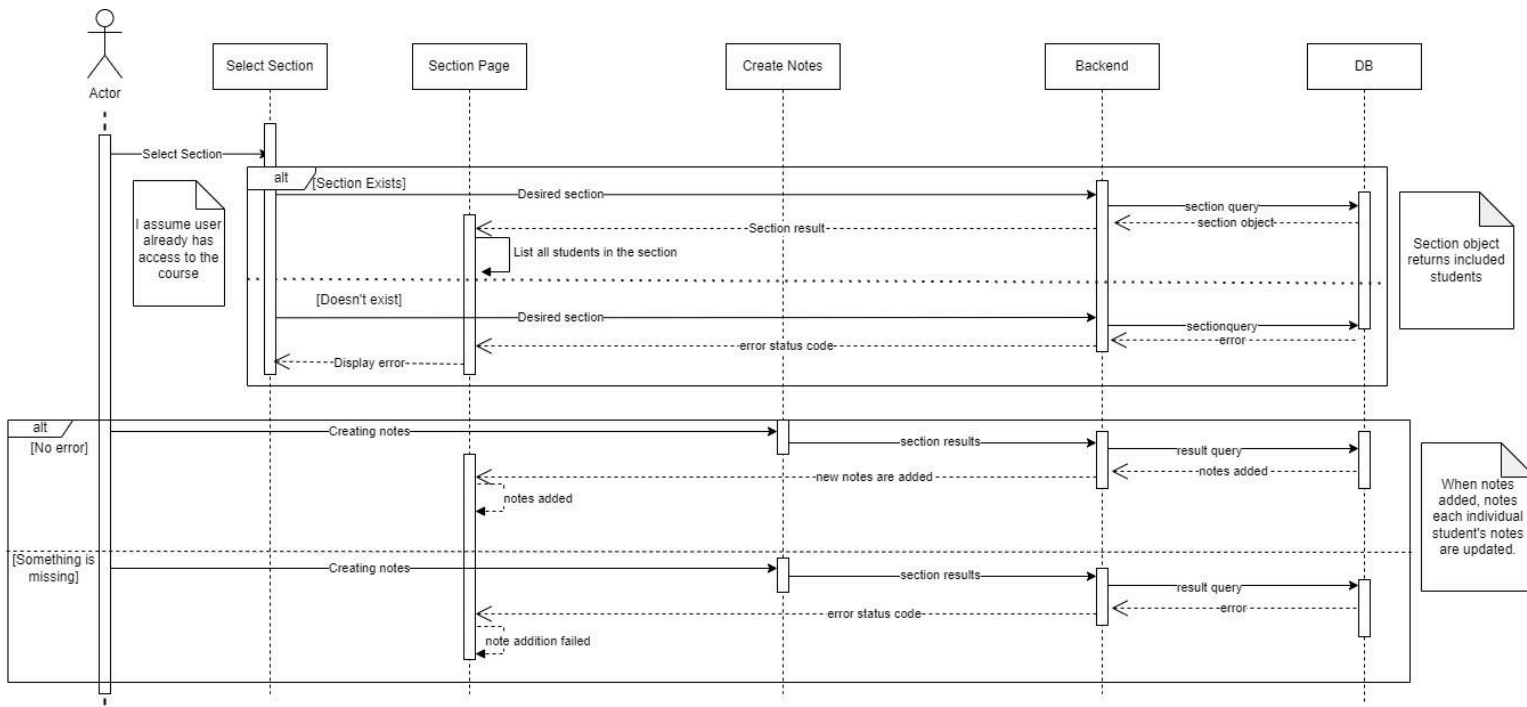 Actor
Select Section
Section Page
Create Notes
Backend
DB
Select Section
alt
[Section Exists]
Desired section
section query
section object
Section result
List all students in the section
I assume user
already has
access to the
course
Section object
returns included
students
[Doesn't exist]
Desired section
sectionquery
error
error status code
Display error
alt
[No error]
Creating notes
section results
result query
notes added
new notes are added
notes added
When notes
added, notes
each individual
student's notes
are updated.
[Something is
missing]
Creating notes
section results
result query
error
error status code
note addition failed